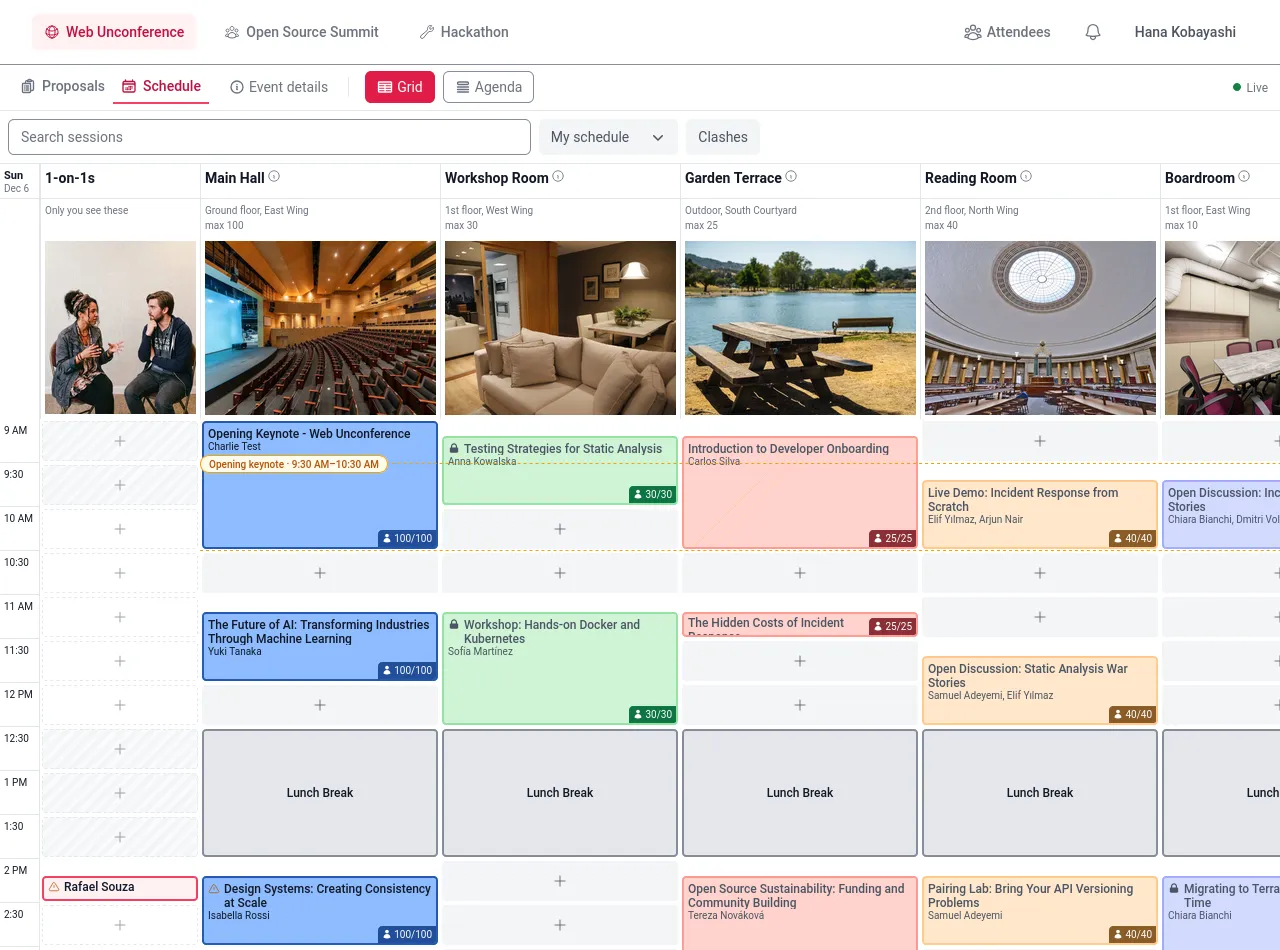 Web Unconference
Open Source Summit
Hackathon
Attendees
Hana Kobayashi
Proposals
Schedule
Event details
Grid
Agenda
Live
Search sessions
My schedule
Clashes
Sun
Dec 6
1-on-1s
Main Hall
Workshop Room
Garden Terrace
Reading Room
Boardroom
Only you see these
Ground floor, East Wing
max 100
1st floor, West Wing
max 30
Outdoor, South Courtyard
max 25
2nd floor, North Wing
max 40
1st floor, East Wing
max 10
9 AM
9:30
10 AM
10:30
11 AM
11:30
12 PM
12:30
1 PM
1:30
2 PM
2:30
Rafael Souza
Opening Keynote - Web Unconference
Charlie Test
Opening keynote · 9:30 AM–10:30 AM
100/100
The Future of AI: Transforming Industries
Through Machine Learning
Yuki Tanaka
100/100
Lunch Break
Design Systems: Creating Consistency
at Scale
Isabella Rossi
100/100
Testing Strategies for Static Analysis
Anna Kowalska
30/30
Workshop: Hands-on Docker and
Kubernetes
Sofía Martínez
30/30
Lunch Break
Introduction to Developer Onboarding
Carlos Silva
25/25
The Hidden Costs of Incident
Response
25/25
Lunch Break
Open Source Sustainability: Funding and
Community Building
Tereza Nováková
Live Demo: Incident Response from
Scratch
Elif Yılmaz, Arjun Nair
40/40
Open Discussion: Static Analysis War
Stories
Samuel Adeyemi, Elif Yılmaz
40/40
Lunch Break
Pairing Lab: Bring Your API Versioning
Problems
Samuel Adeyemi
40/40
Open Discussion: Inc
Stories
Chiara Bianchi, Dmitri Vol
Lunch
Migrating to Terra
Time
Chiara Bianchi